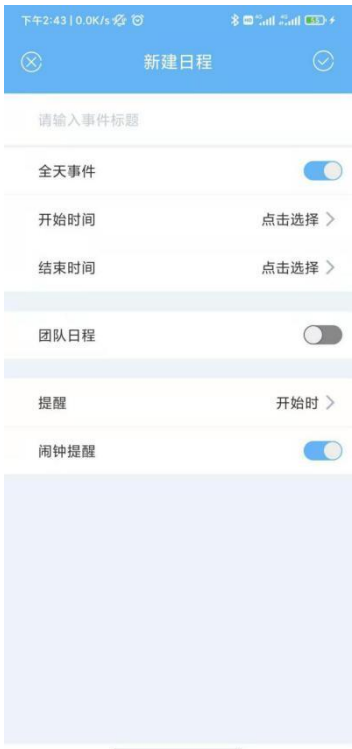 下午2:43 | 0.0K/s
新建日程
请输入事件标题
全天事件
开始时间 点击选择
结束时间 点击选择
团队日程
提醒 开始时
闹钟提醒